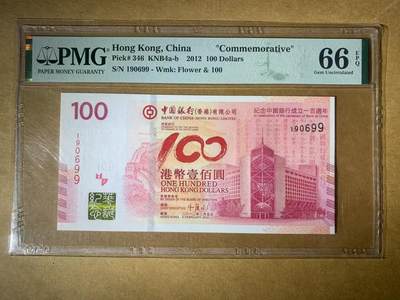 PMG
PAPER MONEY GUARANTY
Hong Kong, China "Commemorative"
Pick# 346 KNB4a-b 2012 100 Dollars
S/N 190699 - Wmk: Flower & 100
66 EPQ
Gem Uncirculated
100
中國銀行(香港)有限公司
BANK OF CHINA (HONG KONG) LIMITED
紀念中國銀行成立一百週年
190699
190699
100
港幣壹佰圓
ONE HUNDRED
HONG KONG DOLLARS